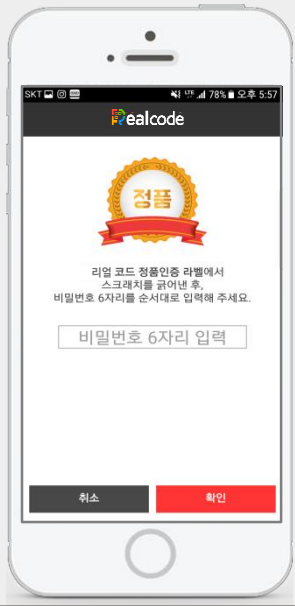 SKT LTE 78% 오후 5:57
Realcode
정품
리얼 코드 정품인증 라벨에서
스크래치를 긁어낸 후,
비밀번호 6자리를 순서대로 입력해 주세요.
비밀번호 6자리 입력
취소 확인